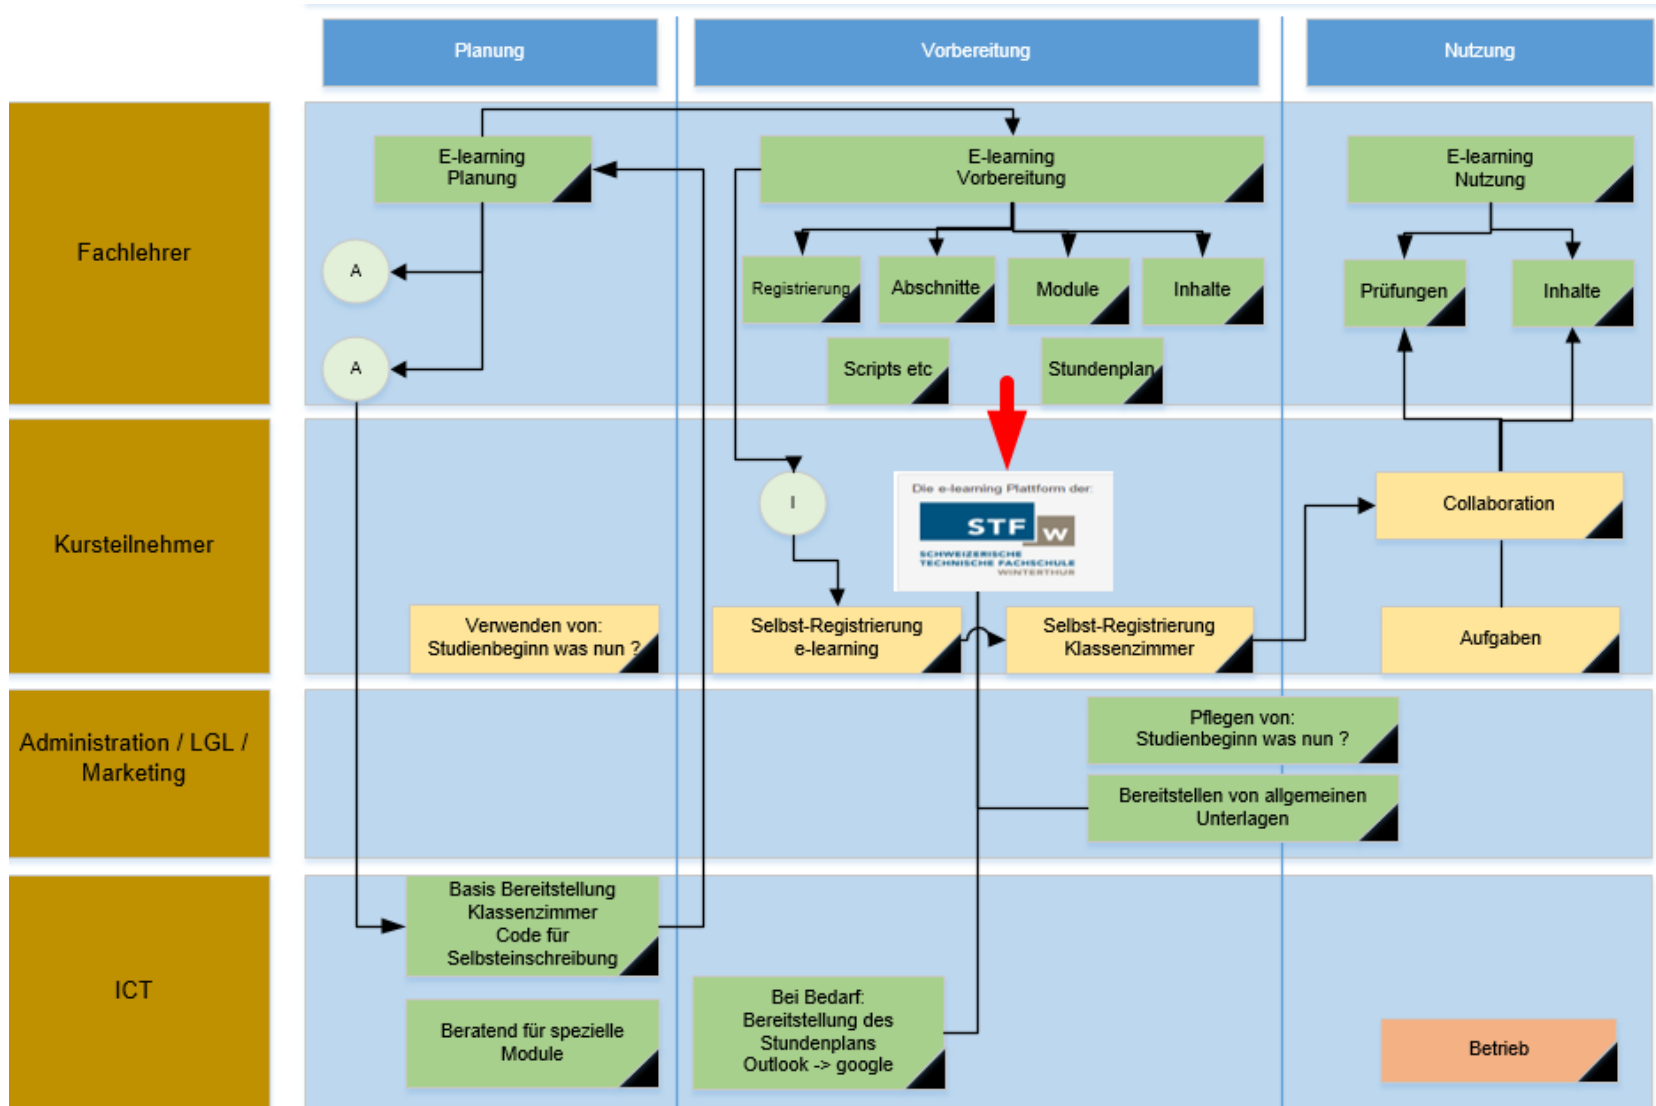 Planung
Vorbereitung
Nutzung
Fachlehrer
E-learning
Planung
A
A
E-learning
Vorbereitung
Registrierung
Abschnitte
Module
Inhalte
Scripts etc
Stundenplan
E-learning
Nutzung
Prüfungen
Inhalte
Kursteilnehmer
Verwenden von:
Studienbeginn was nun ?
I
Die e-learning Plattform der:
STF
W
SCHWEIZERISCHE
TECHNISCHE FACHSCHULE
WINTERTHUR
Selbst-Registrierung
e-learning
Selbst-Registrierung
Klassenzimmer
Collaboration
Aufgaben
Administration / LGL /
Marketing
Pflegen von:
Studienbeginn was nun ?
Bereitstellen von allgemeinen
Unterlagen
ICT
Basis Bereitstellung
Klassenzimmer
Code für
Selbsteinschreibung
Beratend für spezielle
Module
Bei Bedarf:
Bereitstellung des
Stundenplans
Outlook -> google
Betrieb